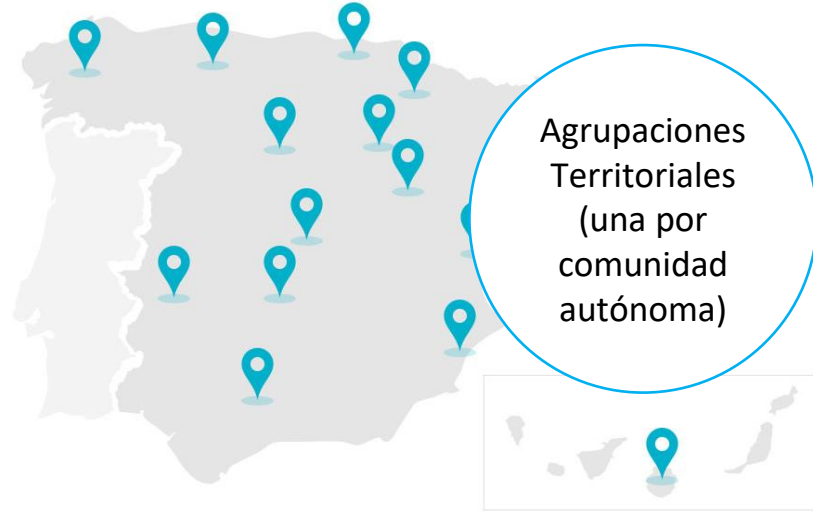 Agrupaciones
Territoriales
(una por
comunidad
autónoma)